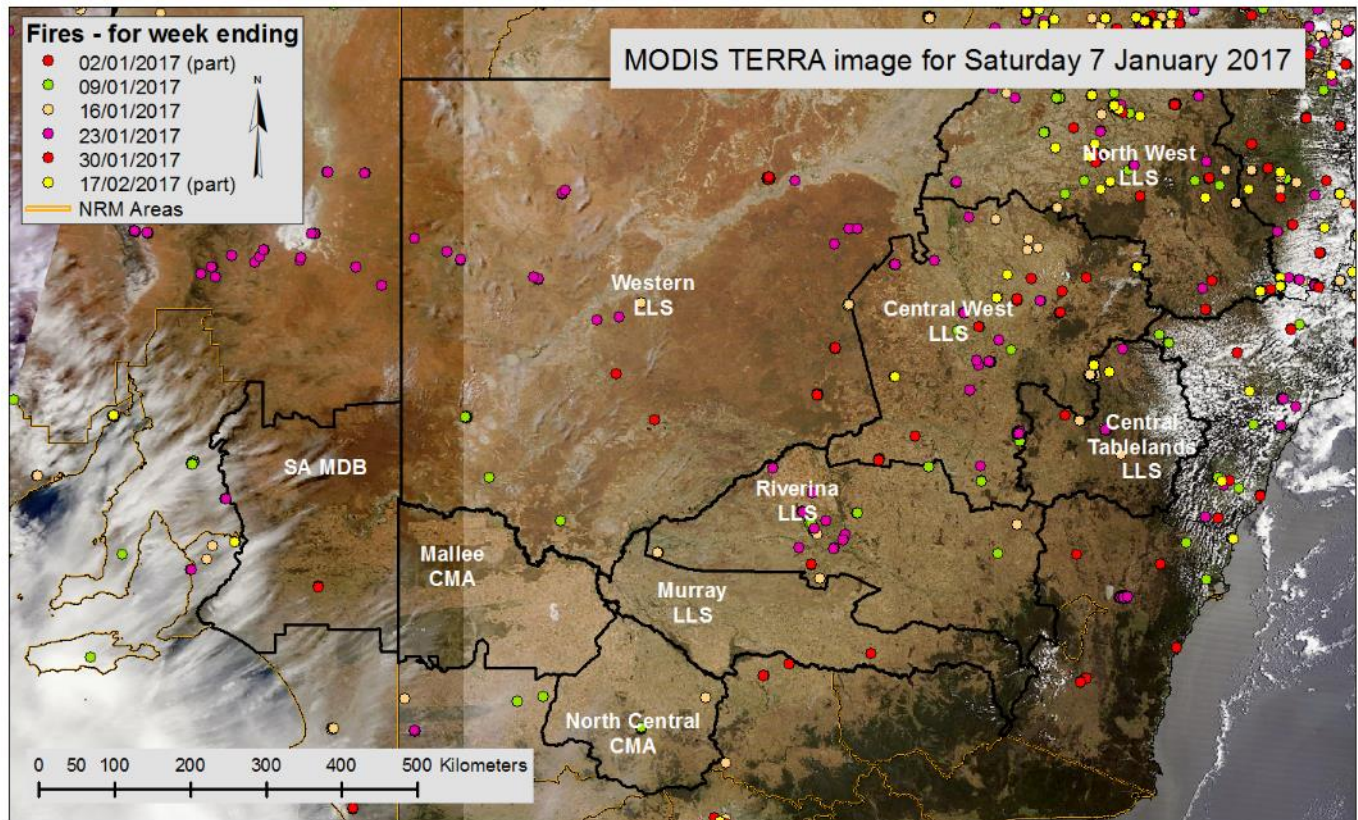 Fires - for week ending
02/01/2017 (part)
09/01/2017
16/01/2017
23/01/2017
30/01/2017
17/02/2017 (part)
NRM Areas
N
MODIS TERRA image for Saturday 7 January 2017
North West
LLS
Western
LLS
Central West
LLS
Central
Tablelands
LLS
SA MDB
Riverina
LLS
Mallee
CMA
Murray
LLS
North Central
CMA
0 50 100 200 300 400 500 Kilometers